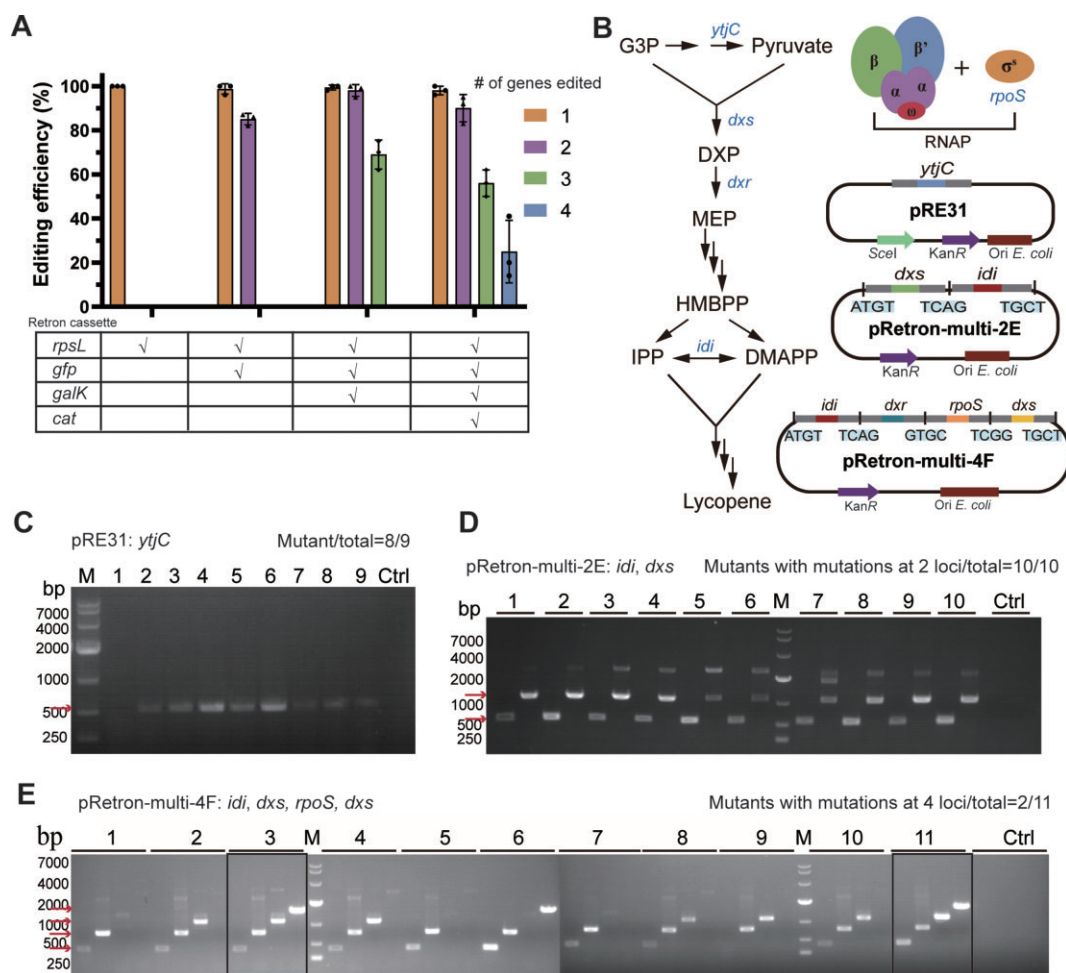 A
Editing efficiency (%)
100
80
60
40
20
0
# of genes edited
1
2
3
4
Retron cassette
rpsL √ √ √ √
gfp √ √ √
galK √ √
cat √
B
G3P ytjC Pyruvate
dxs
DXP
dxr
MEP
HMBPP
IPP idi DMAPP
Lycopene
β β’ α α ω + σˢ
rpoS
RNAP
ytjC
pRE31
SceI KanR Ori E. coli
dxs idi
ATGT TCAG TGCT
pRetron-multi-2E
KanR Ori E. coli
idi dxr rpoS dxs
ATGT TCAG GTGC TCGG TGCT
pRetron-multi-4F
KanR Ori E. coli
C
pRE31: ytjC Mutant/total=8/9
bp M 1 2 3 4 5 6 7 8 9 Ctrl
7000
4000
2000
1000
500
250
D
pRetron-multi-2E: idi, dxs Mutants with mutations at 2 loci/total=10/10
bp 1 2 3 4 5 6 M 7 8 9 10 Ctrl
7000
4000
2000
1000
500
250
E
pRetron-multi-4F: idi, dxs, rpoS, dxs Mutants with mutations at 4 loci/total=2/11
bp 1 2 3 M 4 5 6 7 8 9 M 10 11 Ctrl
7000
4000
2000
1000
500
250